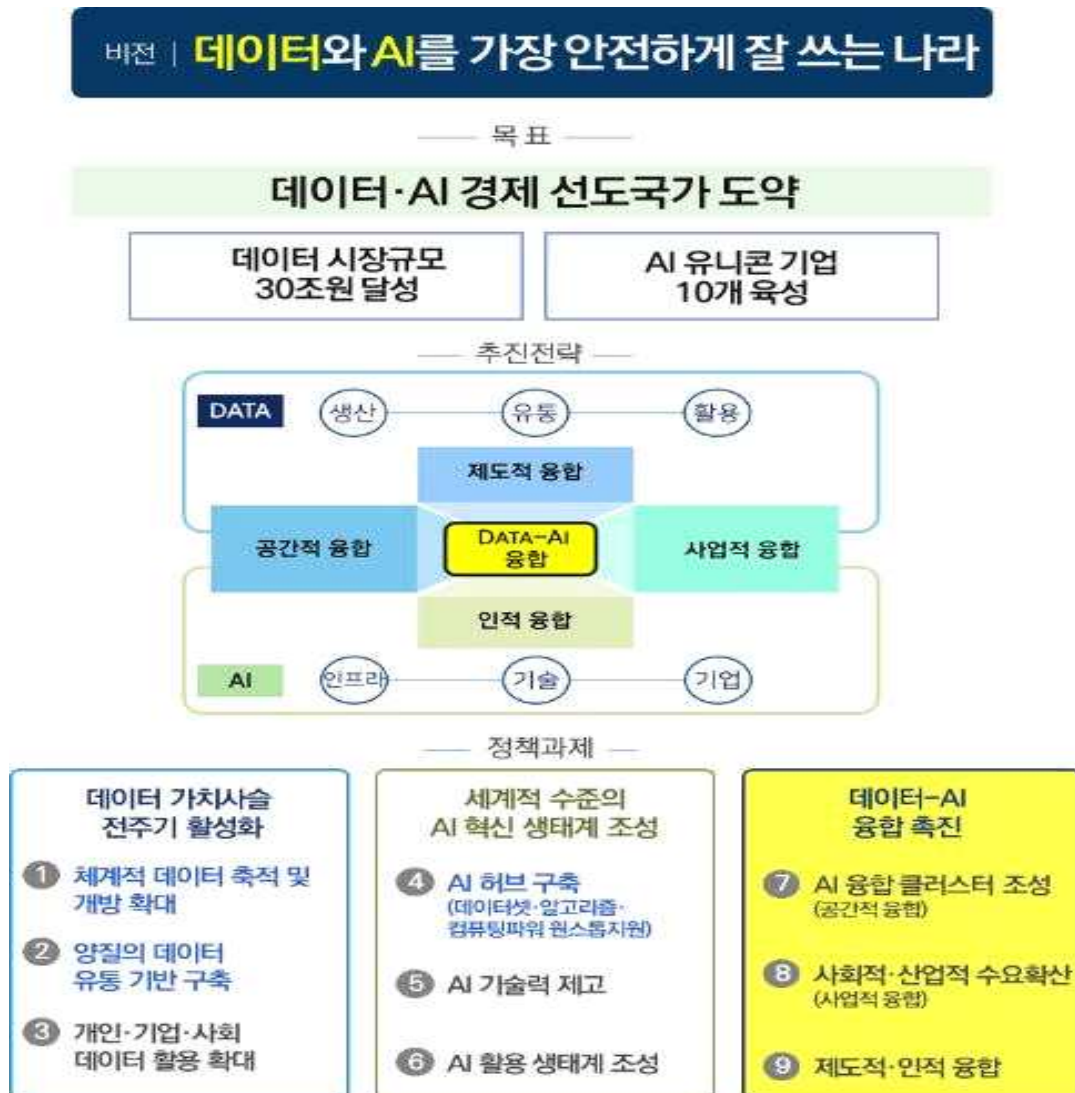 비전 | 데이터와 AI를 가장 안전하게 잘 쓰는 나라
목 표
데이터·AI 경제 선도국가 도약
데이터 시장규모
30조원 달성
AI 유니콘 기업
10개 육성
추진전략
DATA 생산 유통 활용
제도적 융합
공간적 융합
DATA-AI
융합
사업적 융합
인적 융합
AI 인프라 기술 기업
정책과제
데이터 가치사슬
전주기 활성화
1 체계적 데이터 축적 및
개방 확대
2 양질의 데이터
유통 기반 구축
3 개인·기업·사회
데이터 활용 확대
세계적 수준의
AI 혁신 생태계 조성
4 AI 허브 구축
(데이터셋·알고리즘·
컴퓨팅파워 원스톱지원)
5 AI 기술력 제고
6 AI 활용 생태계 조성
데이터-AI
융합 촉진
7 AI 융합 클러스터 조성
(공간적 융합)
8 사회적·산업적 수요확산
(사업적 융합)
9 제도적·인적 융합